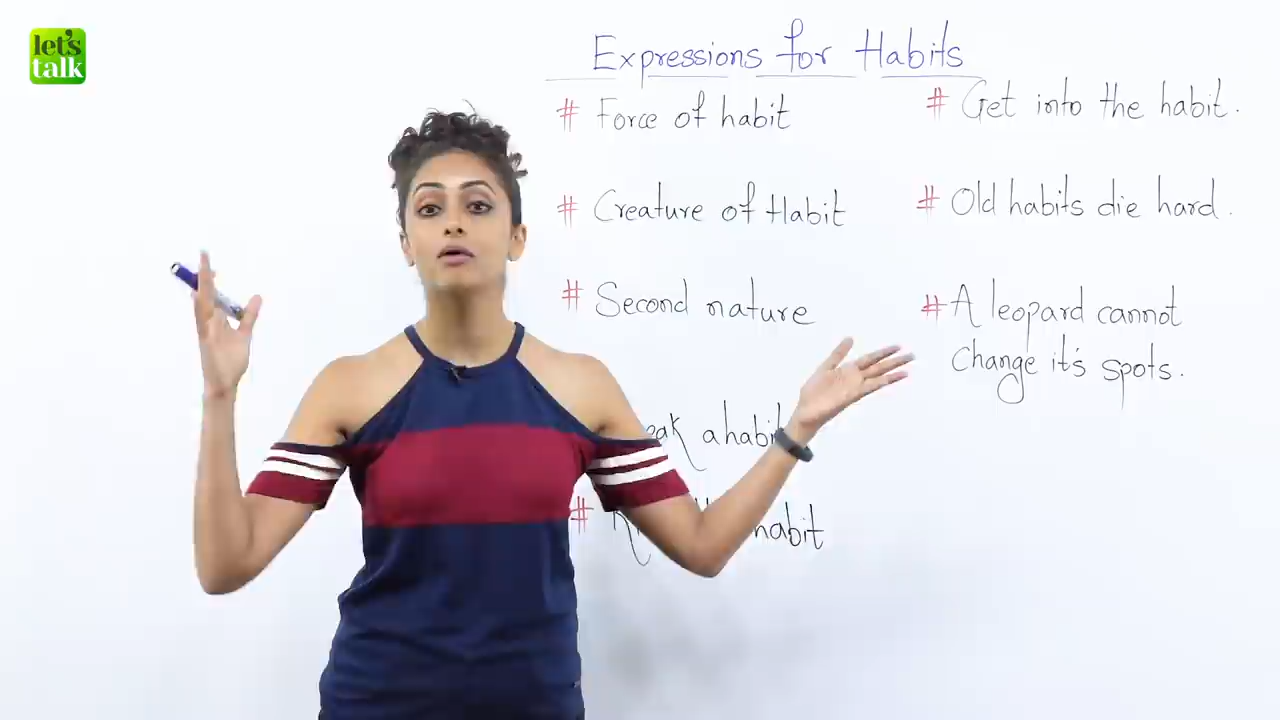 let's
talk
Expressions for Habits
# Force of habit
# Creature of Habit
# Second nature
a habit
# habit
# Get into the habit.
# Old habits die hard.
# A leopard cannot
change it's spots.